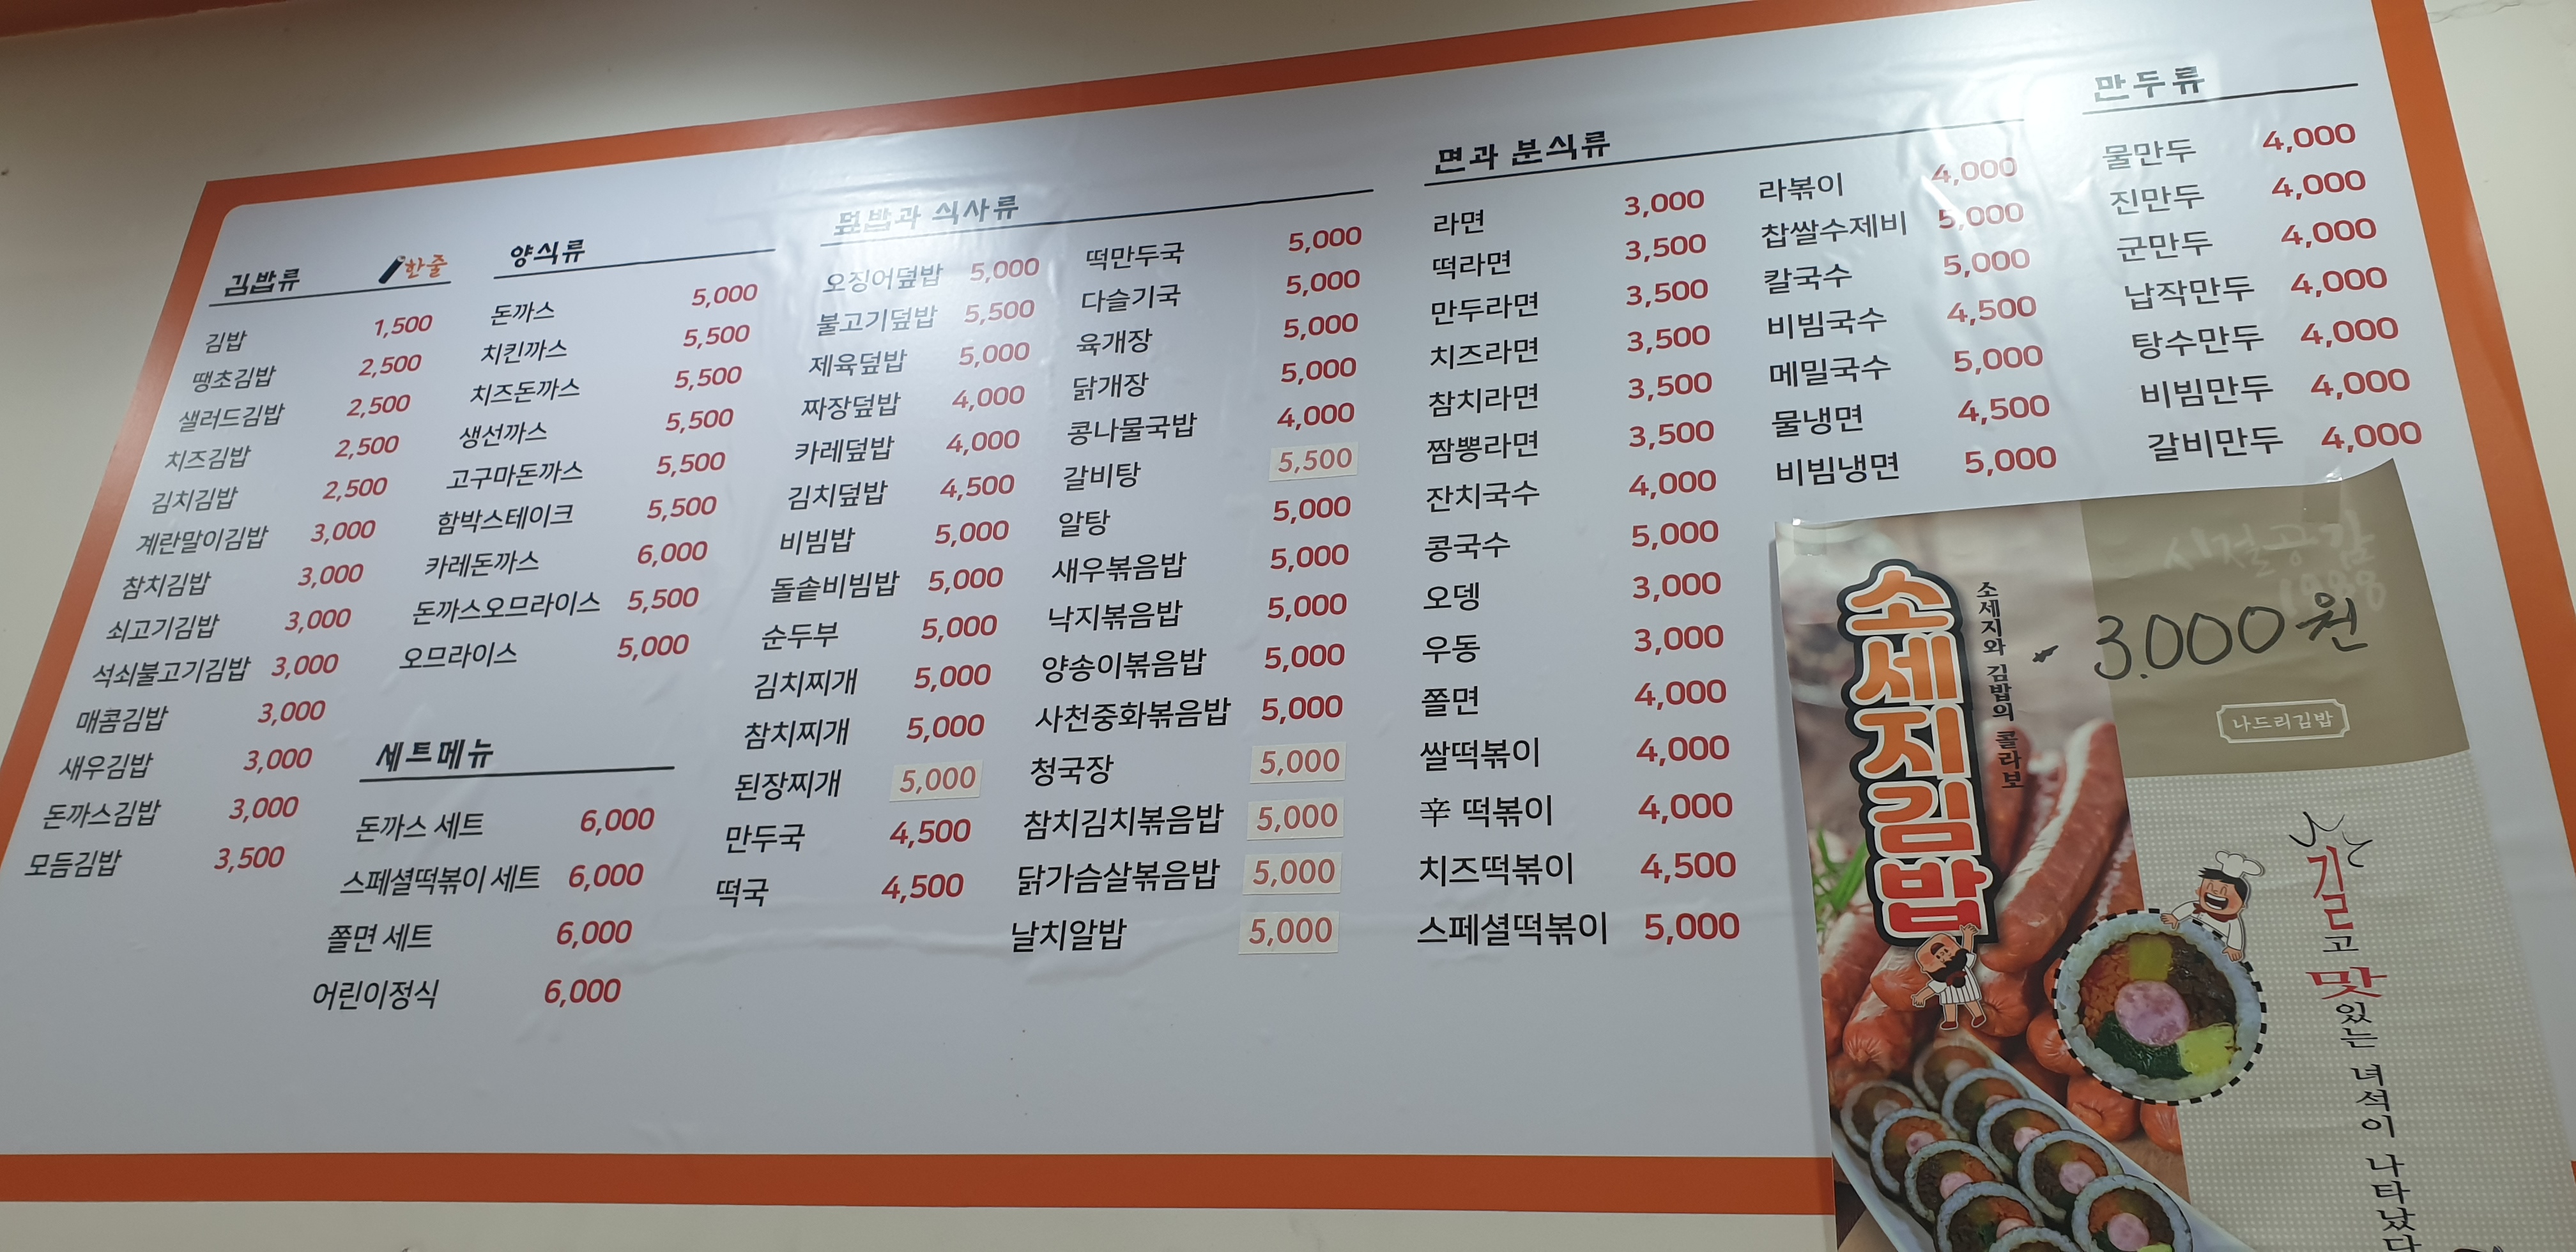 김밥류 한줄
김밥 1,500
땡초김밥 2,500
샐러드김밥 2,500
치즈김밥 2,500
김치김밥 2,500
계란말이김밥 3,000
참치김밥 3,000
쇠고기김밥 3,000
석쇠불고기김밥 3,000
매콤김밥 3,000
새우김밥 3,000
돈까스김밥 3,000
모듬김밥 3,500
양식류
돈까스 5,000
치킨까스 5,500
치즈돈까스 5,500
생선까스 5,500
고구마돈까스 5,500
함박스테이크 5,500
카레돈까스 6,000
돈까스오므라이스 5,500
오므라이스 5,000
세트메뉴
돈까스 세트 6,000
스페셜떡볶이 세트 6,000
쫄면 세트 6,000
어린이정식 6,000
덮밥과 식사류
오징어덮밥 5,000
불고기덮밥 5,500
제육덮밥 5,000
짜장덮밥 4,000
카레덮밥 4,000
김치덮밥 4,500
비빔밥 5,000
돌솥비빔밥 5,000
순두부 5,000
김치찌개 5,000
참치찌개 5,000
된장찌개 5,000
만두국 4,500
떡국 4,500
떡만두국 5,000
다슬기국 5,000
육개장 5,000
닭개장 5,000
콩나물국밥 4,000
갈비탕 5,500
알탕 5,000
새우볶음밥 5,000
낙지볶음밥 5,000
양송이볶음밥 5,000
사천중화볶음밥 5,000
청국장 5,000
참치김치볶음밥 5,000
닭가슴살볶음밥 5,000
날치알밥 5,000
면과 분식류
라면 3,000
떡라면 3,500
만두라면 3,500
치즈라면 3,500
참치라면 3,500
짬뽕라면 3,500
잔치국수 4,000
콩국수 5,000
오뎅 3,000
우동 3,000
쫄면 4,000
쌀떡볶이 4,000
辛 떡볶이 4,000
치즈떡볶이 4,500
스페셜떡볶이 5,000
라볶이 4,000
찹쌀수제비 5,000
칼국수 5,000
비빔국수 4,500
메밀국수 5,000
물냉면 4,500
비빔냉면 5,000
만두류
물만두 4,000
진만두 4,000
군만두 4,000
납작만두 4,000
탕수만두 4,000
비빔만두 4,000
갈비만두 4,000
소세지김밥
소세지와 김밥의 콜라보
시절공감
1988
3.000원
나드리김밥
길고 맛있는 녀석이 나타났다